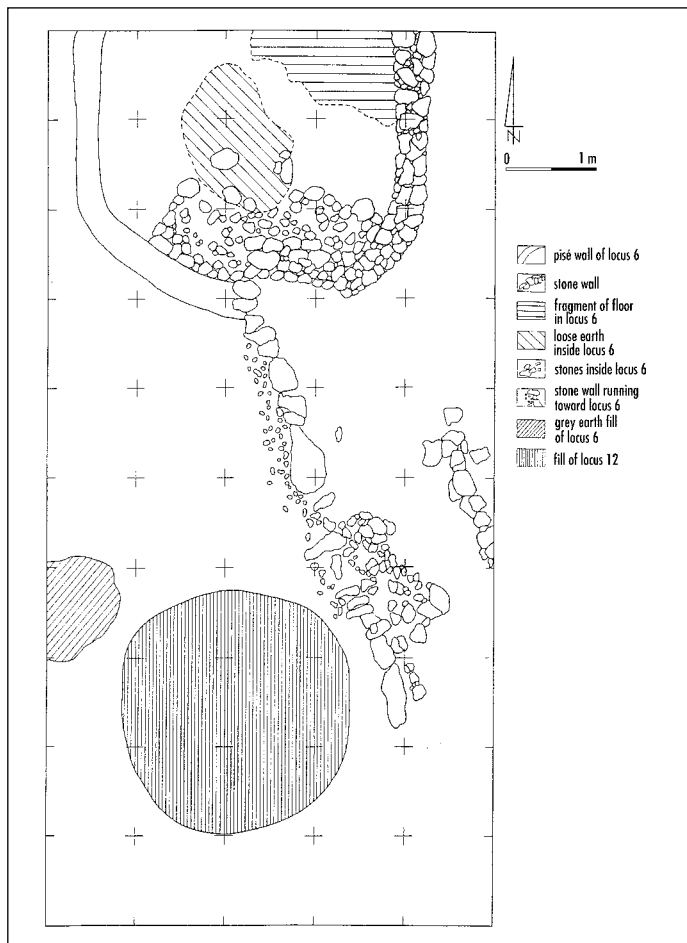 N
0 1 m
pisé wall of locus 6
stone wall
fragment of floor
in locus 6
loose earth
inside locus 6
stones inside locus 6
stone wall running
toward locus 6
grey earth fill
of locus 6
fill of locus 12